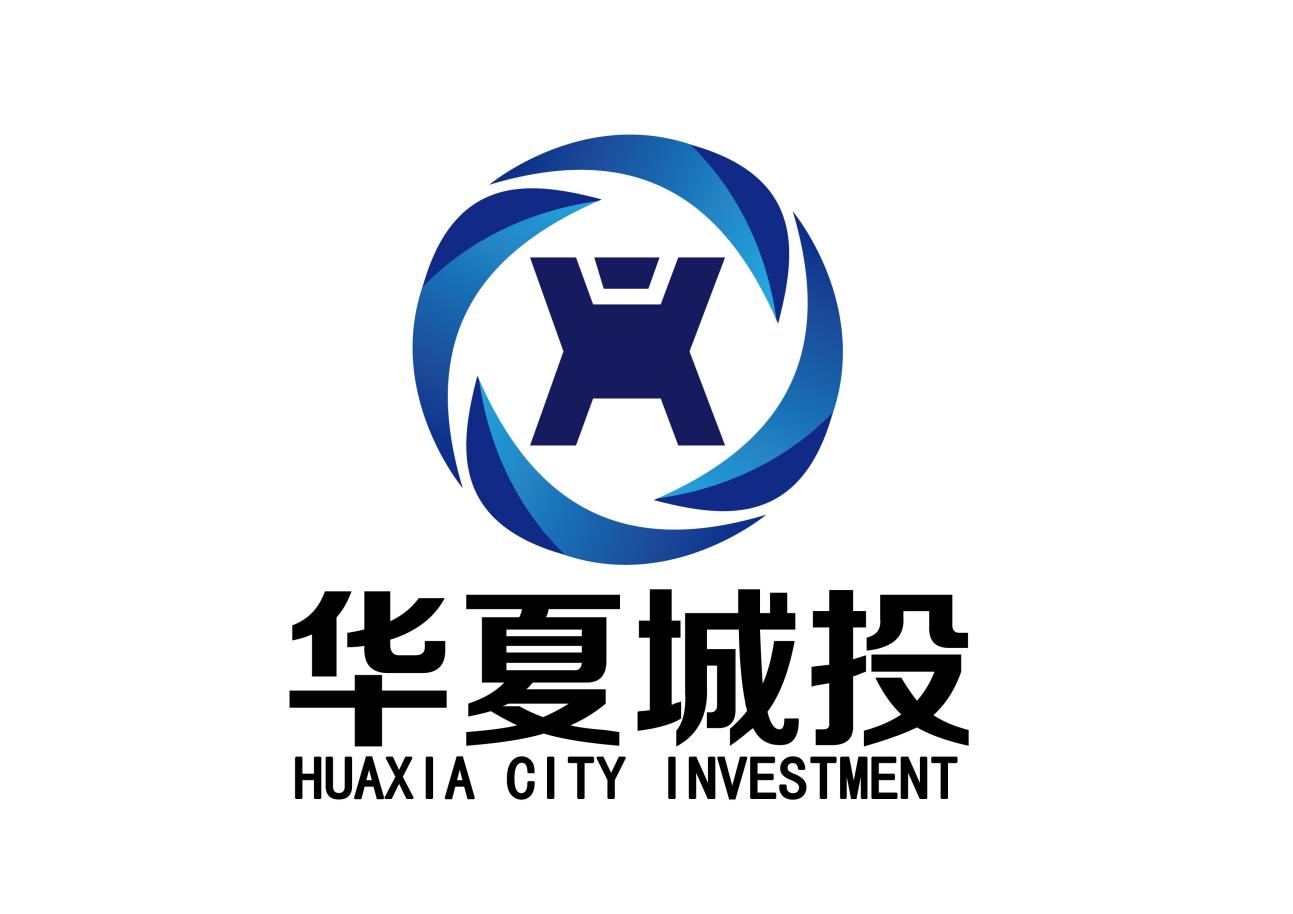 华夏城投
HUAXIA CITY INVESTMENT